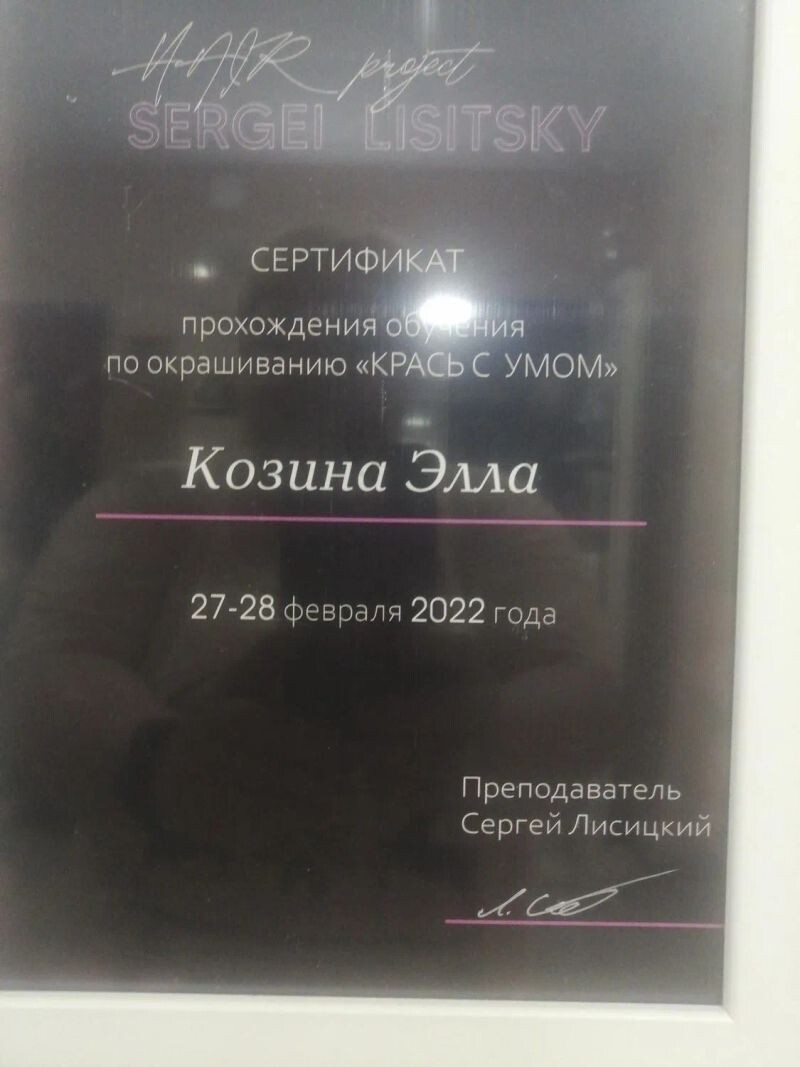 HAIR project
SERGEI LISITSKY
СЕРТИФИКАТ
прохождения обучения
по окрашиванию «КРАСЬ С УМОМ»
Козина Элла
27-28 февраля 2022 года
Преподаватель
Сергей Лисицкий